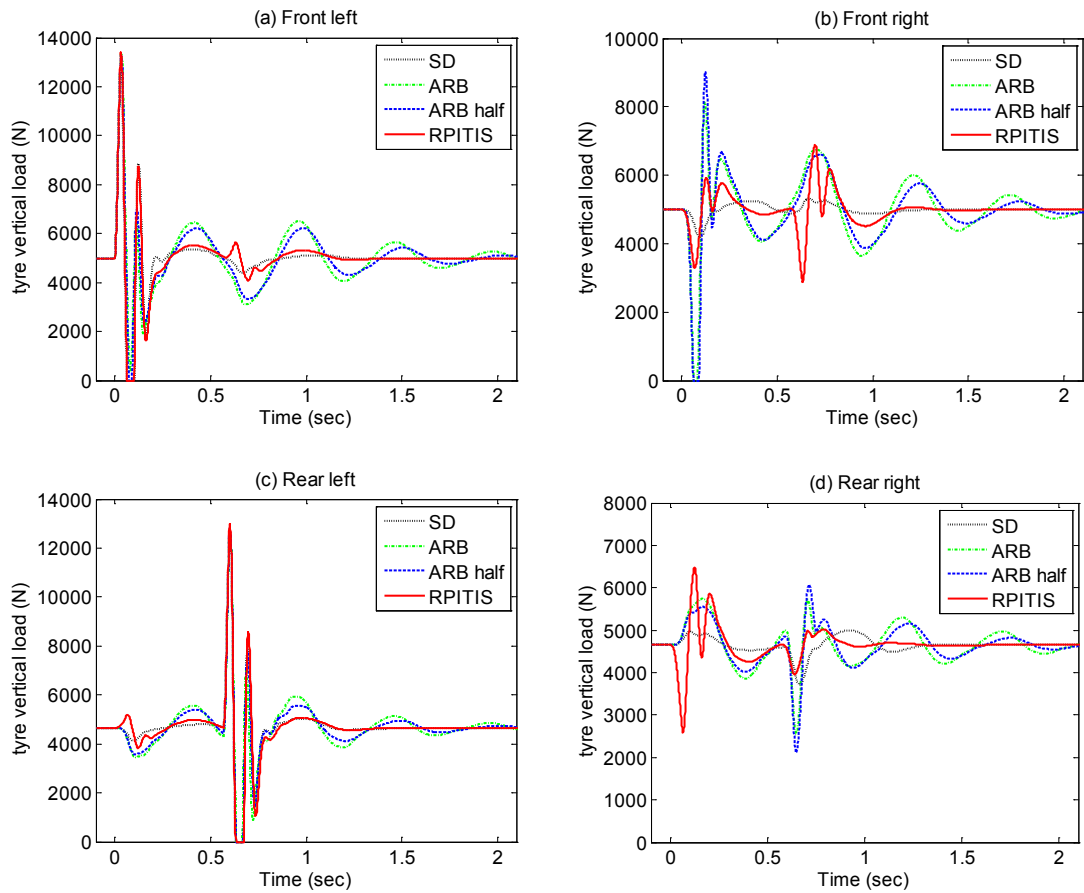 (a) Front left
tyre vertical load (N)
14000
12000
10000
8000
6000
4000
2000
0
SD
ARB
ARB half
RPITIS
0 0.5 1 1.5 2
Time (sec)
(b) Front right
tyre vertical load (N)
10000
8000
6000
4000
2000
0
SD
ARB
ARB half
RPITIS
0 0.5 1 1.5 2
Time (sec)
(c) Rear left
tyre vertical load (N)
14000
12000
10000
8000
6000
4000
2000
0
SD
ARB
ARB half
RPITIS
0 0.5 1 1.5 2
Time (sec)
(d) Rear right
tyre vertical load (N)
8000
7000
6000
5000
4000
3000
2000
1000
0
SD
ARB
ARB half
RPITIS
0 0.5 1 1.5 2
Time (sec)